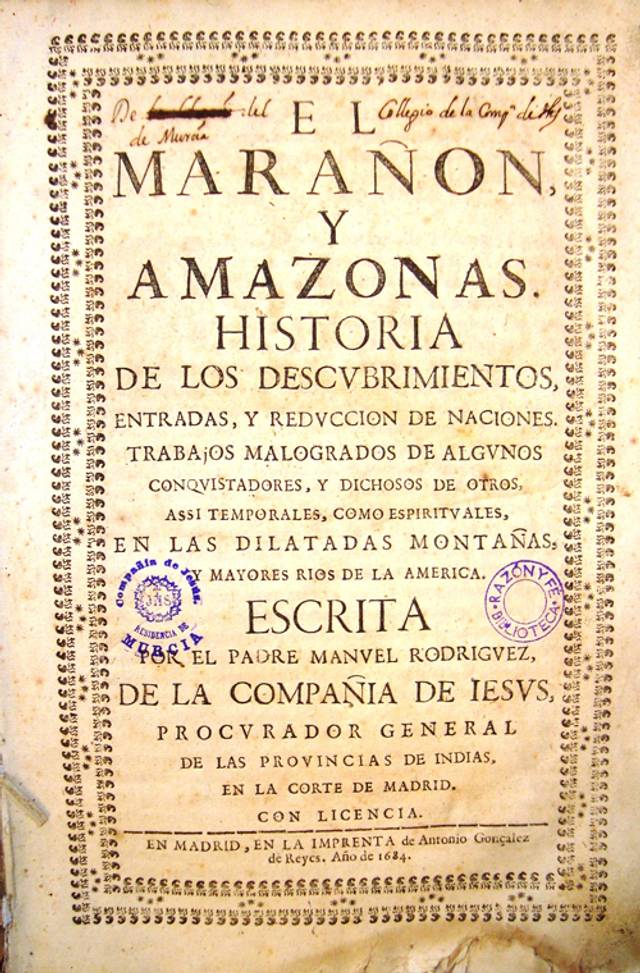 De del Collegio de la Comp.ª de
de Murcia
EL
MARAÑON,
Y
AMAZONAS.
HISTORIA
DE LOS DESCVBRIMIENTOS,
ENTRADAS, Y REDVCCION DE NACIONES.
TRABAjOS MALOGRADOS DE ALGVNOS
CONQVISTADORES, Y DICHOSOS DE OTROS,
ASSI TEMPORALES, COMO ESPIRITVALES,
EN LAS DILATADAS MONTAÑAS,
Y MAYORES RIOS DE LA AMERICA.
Compañia de Jesús.
JHS
RESIDENCIA DE
MURCIA
RAZÓN Y FE
BIBLIOTECA
ESCRITA
POR EL PADRE MANVEL RODRIGVEZ,
DE LA COMPAÑIA DE IESVS,
PROCVRADOR GENERAL
DE LAS PROVINCIAS DE INDIAS,
EN LA CORTE DE MADRID.
CON LICENCIA.
EN MADRID, EN LA IMPRENTA de Antonio Gonçalez
de Reyes. Año de 1684.